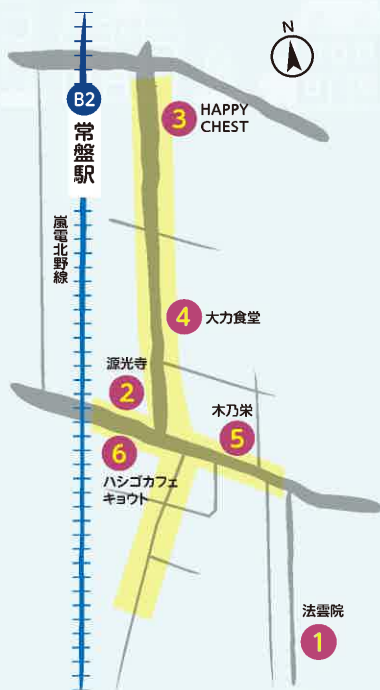 N
B2
常盤駅
嵐電北野線
3
HAPPY
CHEST
4
大力食堂
源光寺
2
木乃栄
5
6
ハシゴカフェ
キョウト
法雲院
1